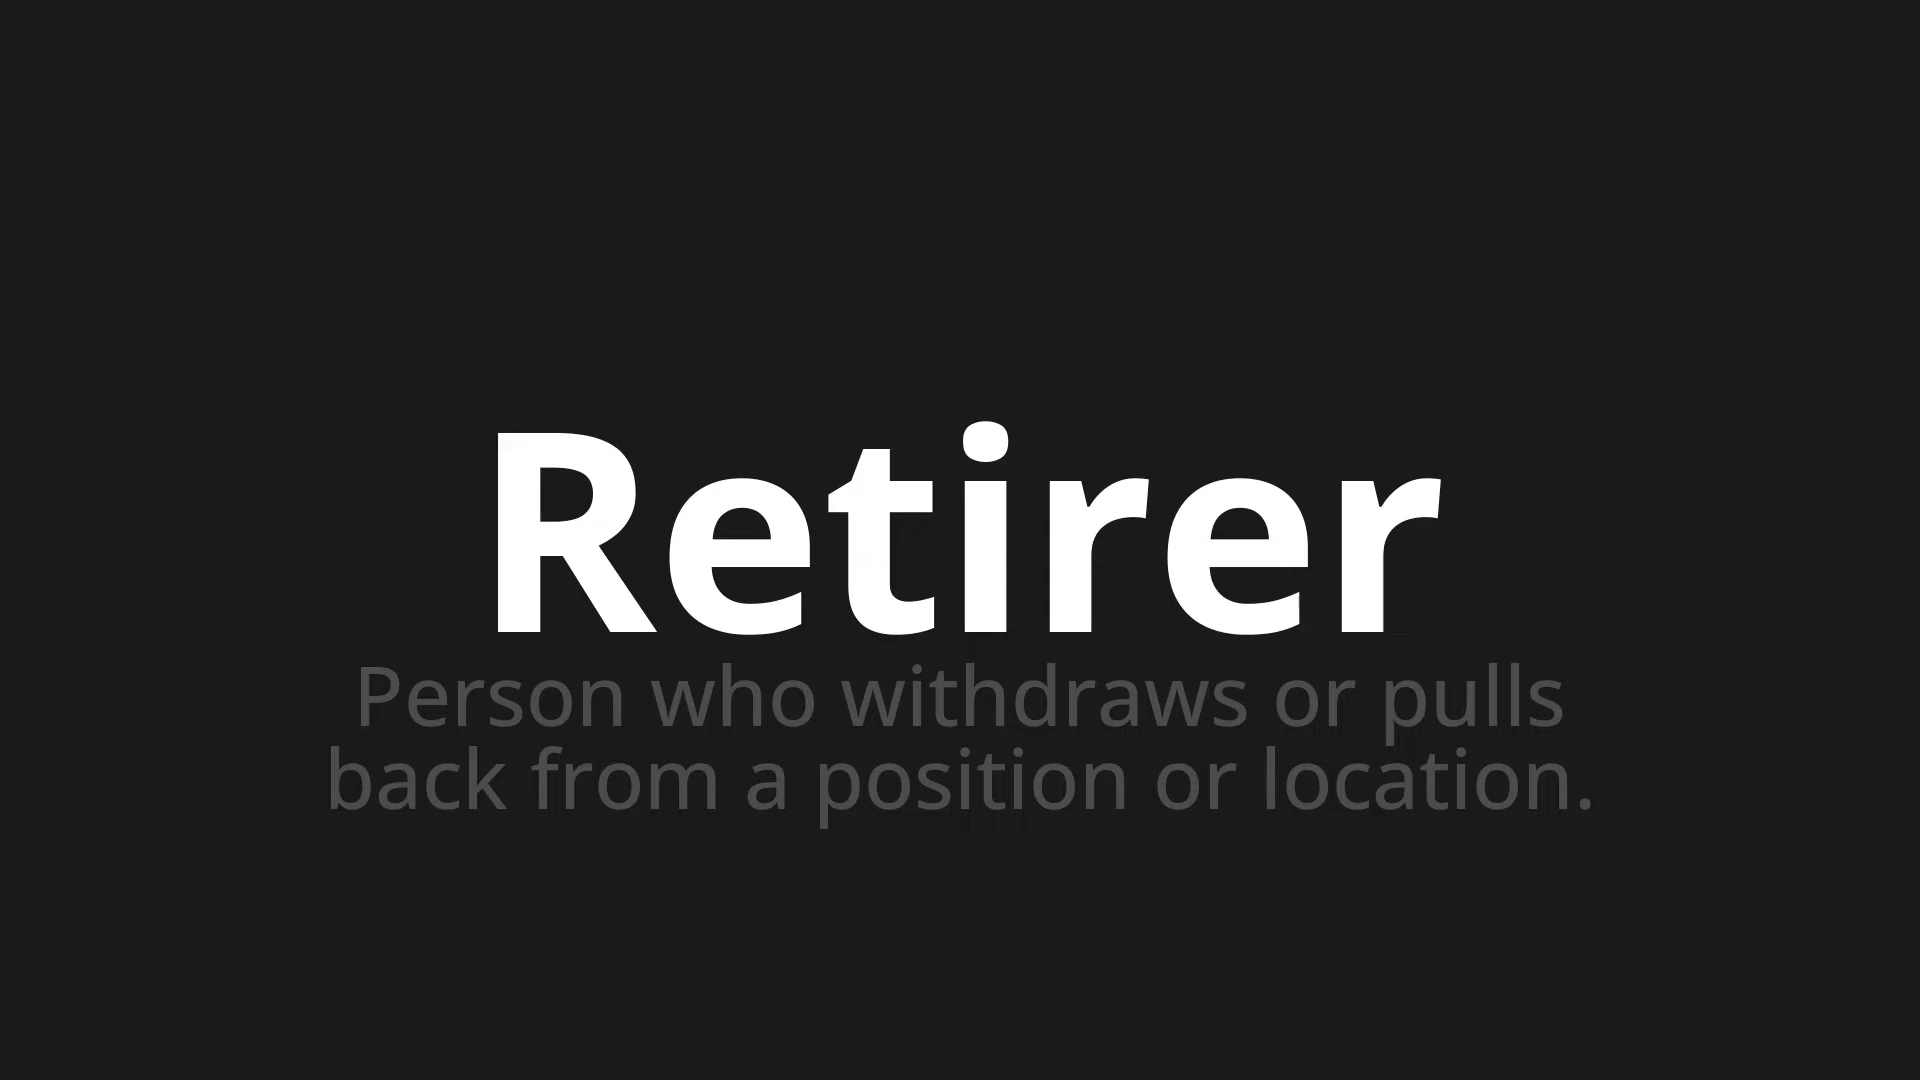 Retirer
Person who withdraws or pulls
back from a position or location.